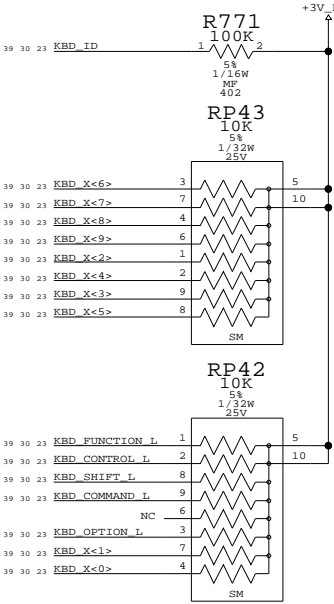 +3V_
R771
100K
39 30 23 KBD_ID 1 2
5%
1/16W
MF
402
RP43
10K
5%
1/32W
25V
39 30 23 KBD_X<6> 3 5
39 30 23 KBD_X<7> 7 10
39 30 23 KBD_X<8> 4
39 30 23 KBD_X<9> 6
39 30 23 KBD_X<2> 1
39 30 23 KBD_X<4> 2
39 30 23 KBD_X<3> 9
39 30 23 KBD_X<5> 8
SM
RP42
10K
5%
1/32W
25V
39 30 23 KBD_FUNCTION_L 1 5
39 30 23 KBD_CONTROL_L 2 10
39 30 23 KBD_SHIFT_L 8
39 30 23 KBD_COMMAND_L 9
NC 6
39 30 23 KBD_OPTION_L 3
39 30 23 KBD_X<1> 7
39 30 23 KBD_X<0> 4
SM